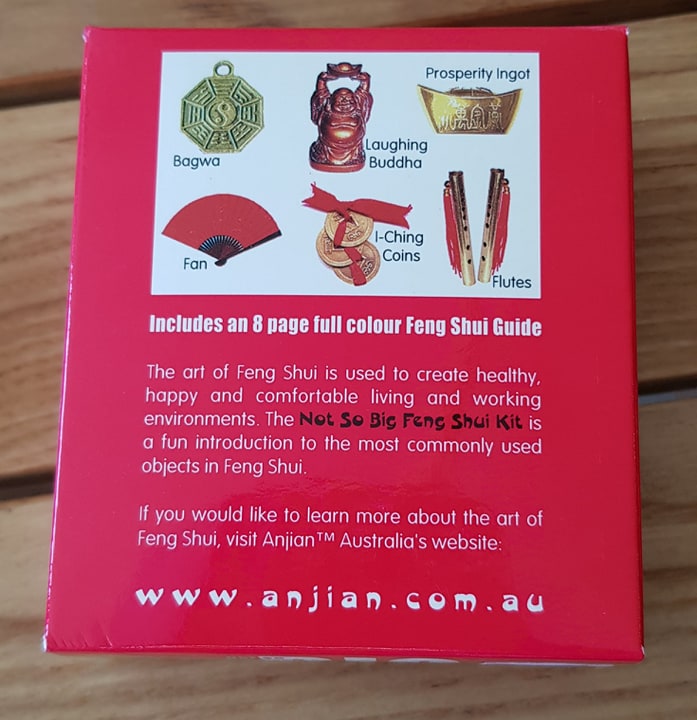 Prosperity Ingot
Laughing
Buddha
Bagwa
I-Ching
Coins
Fan
Flutes
Includes an 8 page full colour Feng Shui Guide
The art of Feng Shui is used to create healthy,
happy and comfortable living and working
environments. The Not So Big Feng Shui Kit is
a fun introduction to the most commonly used
objects in Feng Shui.
If you would like to learn more about the art of
Feng Shui, visit Anjian™ Australia's website:
www.anjian.com.au